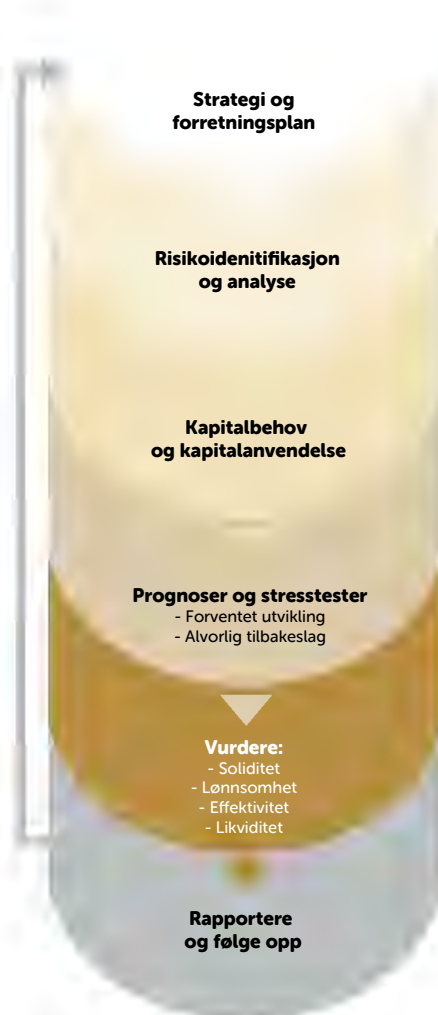 Strategi og
forretningsplan
Risikoidenitifikasjon
og analyse
Kapitalbehov
og kapitalanvendelse
Prognoser og stresstester
- Forventet utvikling
- Alvorlig tilbakeslag
Vurdere:
- Soliditet
- Lønnsomhet
- Effektivitet
- Likviditet
Rapportere
og følge opp